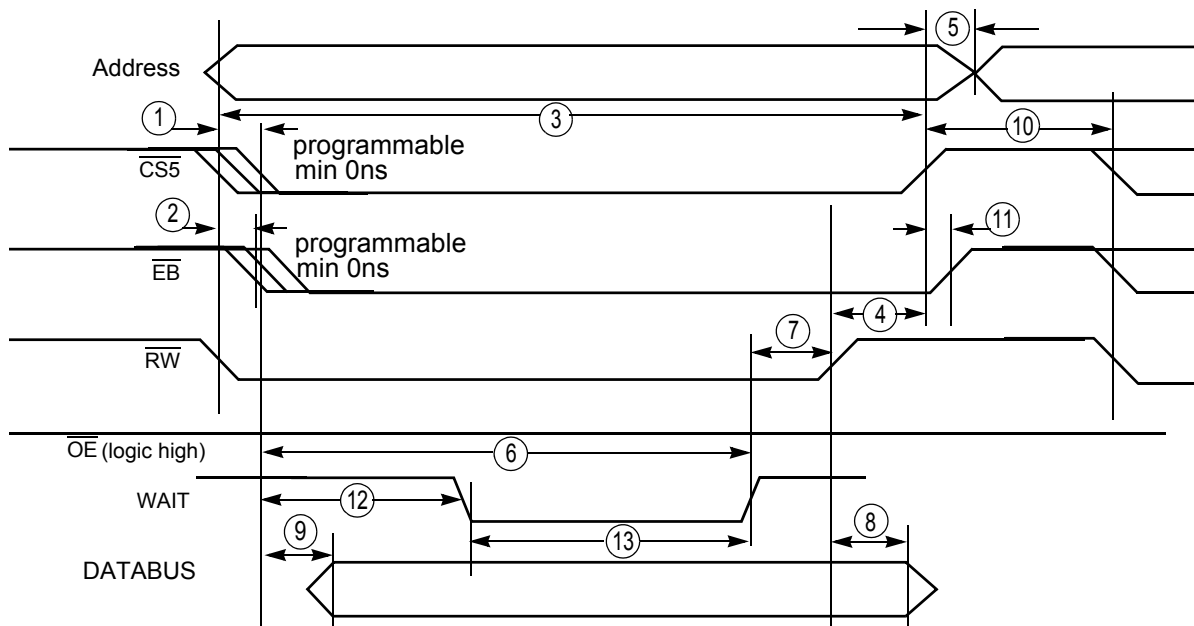 5
Address
1
3
10
programmable
min 0ns
CS5
2
11
programmable
min 0ns
EB
4
7
RW
OE (logic high)
6
WAIT
12
13
8
9
DATABUS